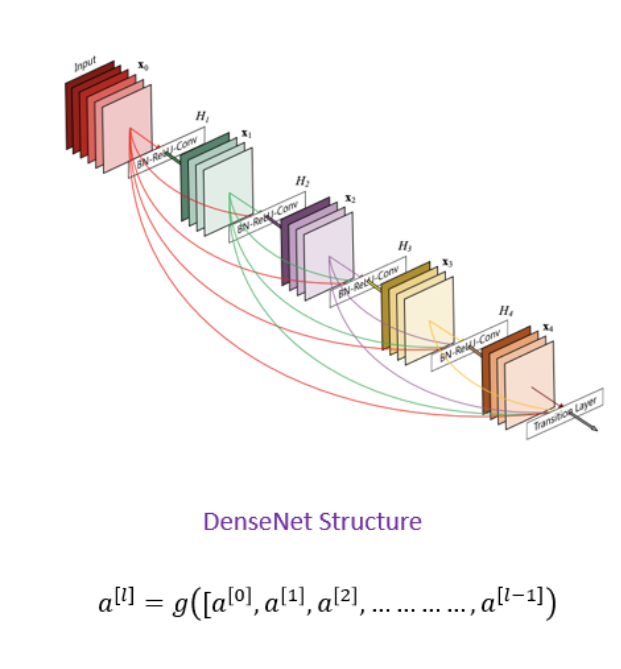 Input
x₀
H₁
BN-ReLU-Conv
x₁
H₂
BN-ReLU-Conv
x₂
H₃
BN-ReLU-Conv
x₃
H₄
BN-ReLU-Conv
x₄
Transition Layer
DenseNet Structure
a^[l] = g([a^[0], a^[1], a^[2], … … … …, a^[l−1])